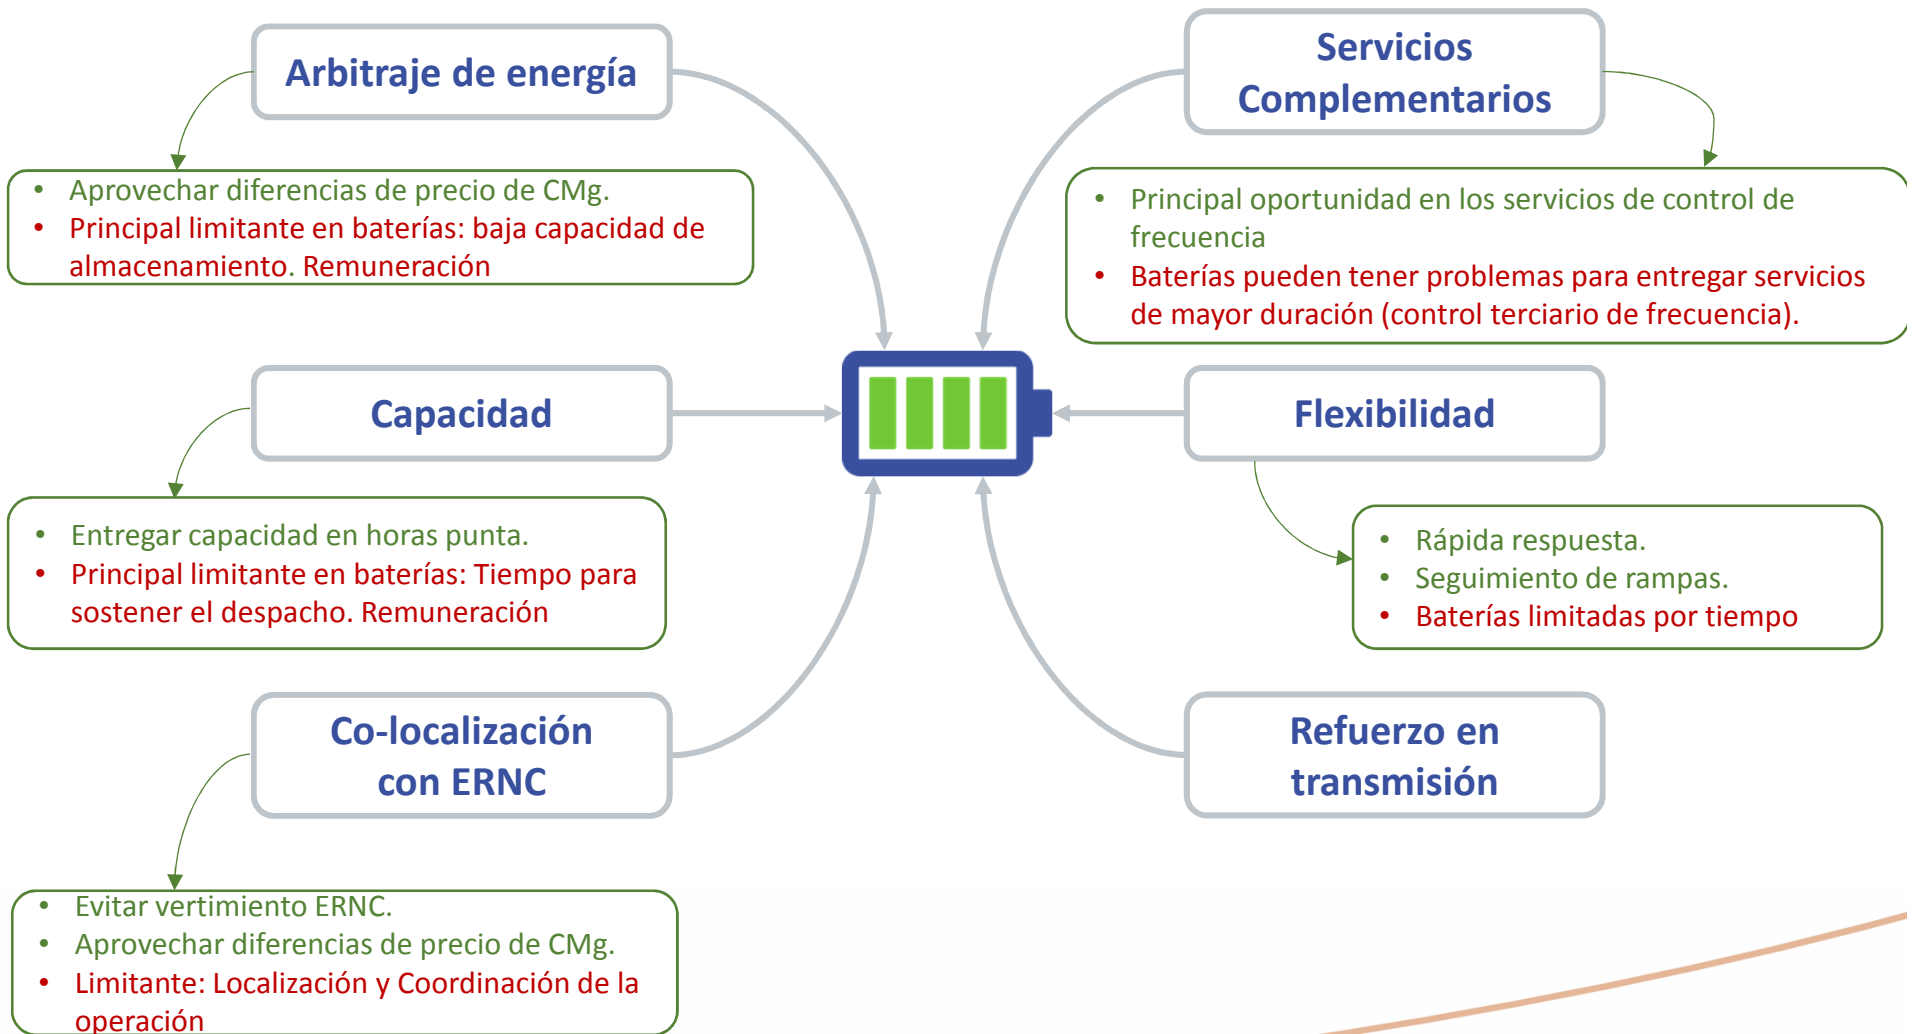 Arbitraje de energía
• Aprovechar diferencias de precio de CMg.
• Principal limitante en baterías: baja capacidad de
almacenamiento. Remuneración
Servicios
Complementarios
• Principal oportunidad en los servicios de control de
frecuencia
• Baterías pueden tener problemas para entregar servicios
de mayor duración (control terciario de frecuencia).
Capacidad
• Entregar capacidad en horas punta.
• Principal limitante en baterías: Tiempo para
sostener el despacho. Remuneración
Flexibilidad
• Rápida respuesta.
• Seguimiento de rampas.
• Baterías limitadas por tiempo
Co-localización
con ERNC
• Evitar vertimiento ERNC.
• Aprovechar diferencias de precio de CMg.
• Limitante: Localización y Coordinación de la
operación
Refuerzo en
transmisión